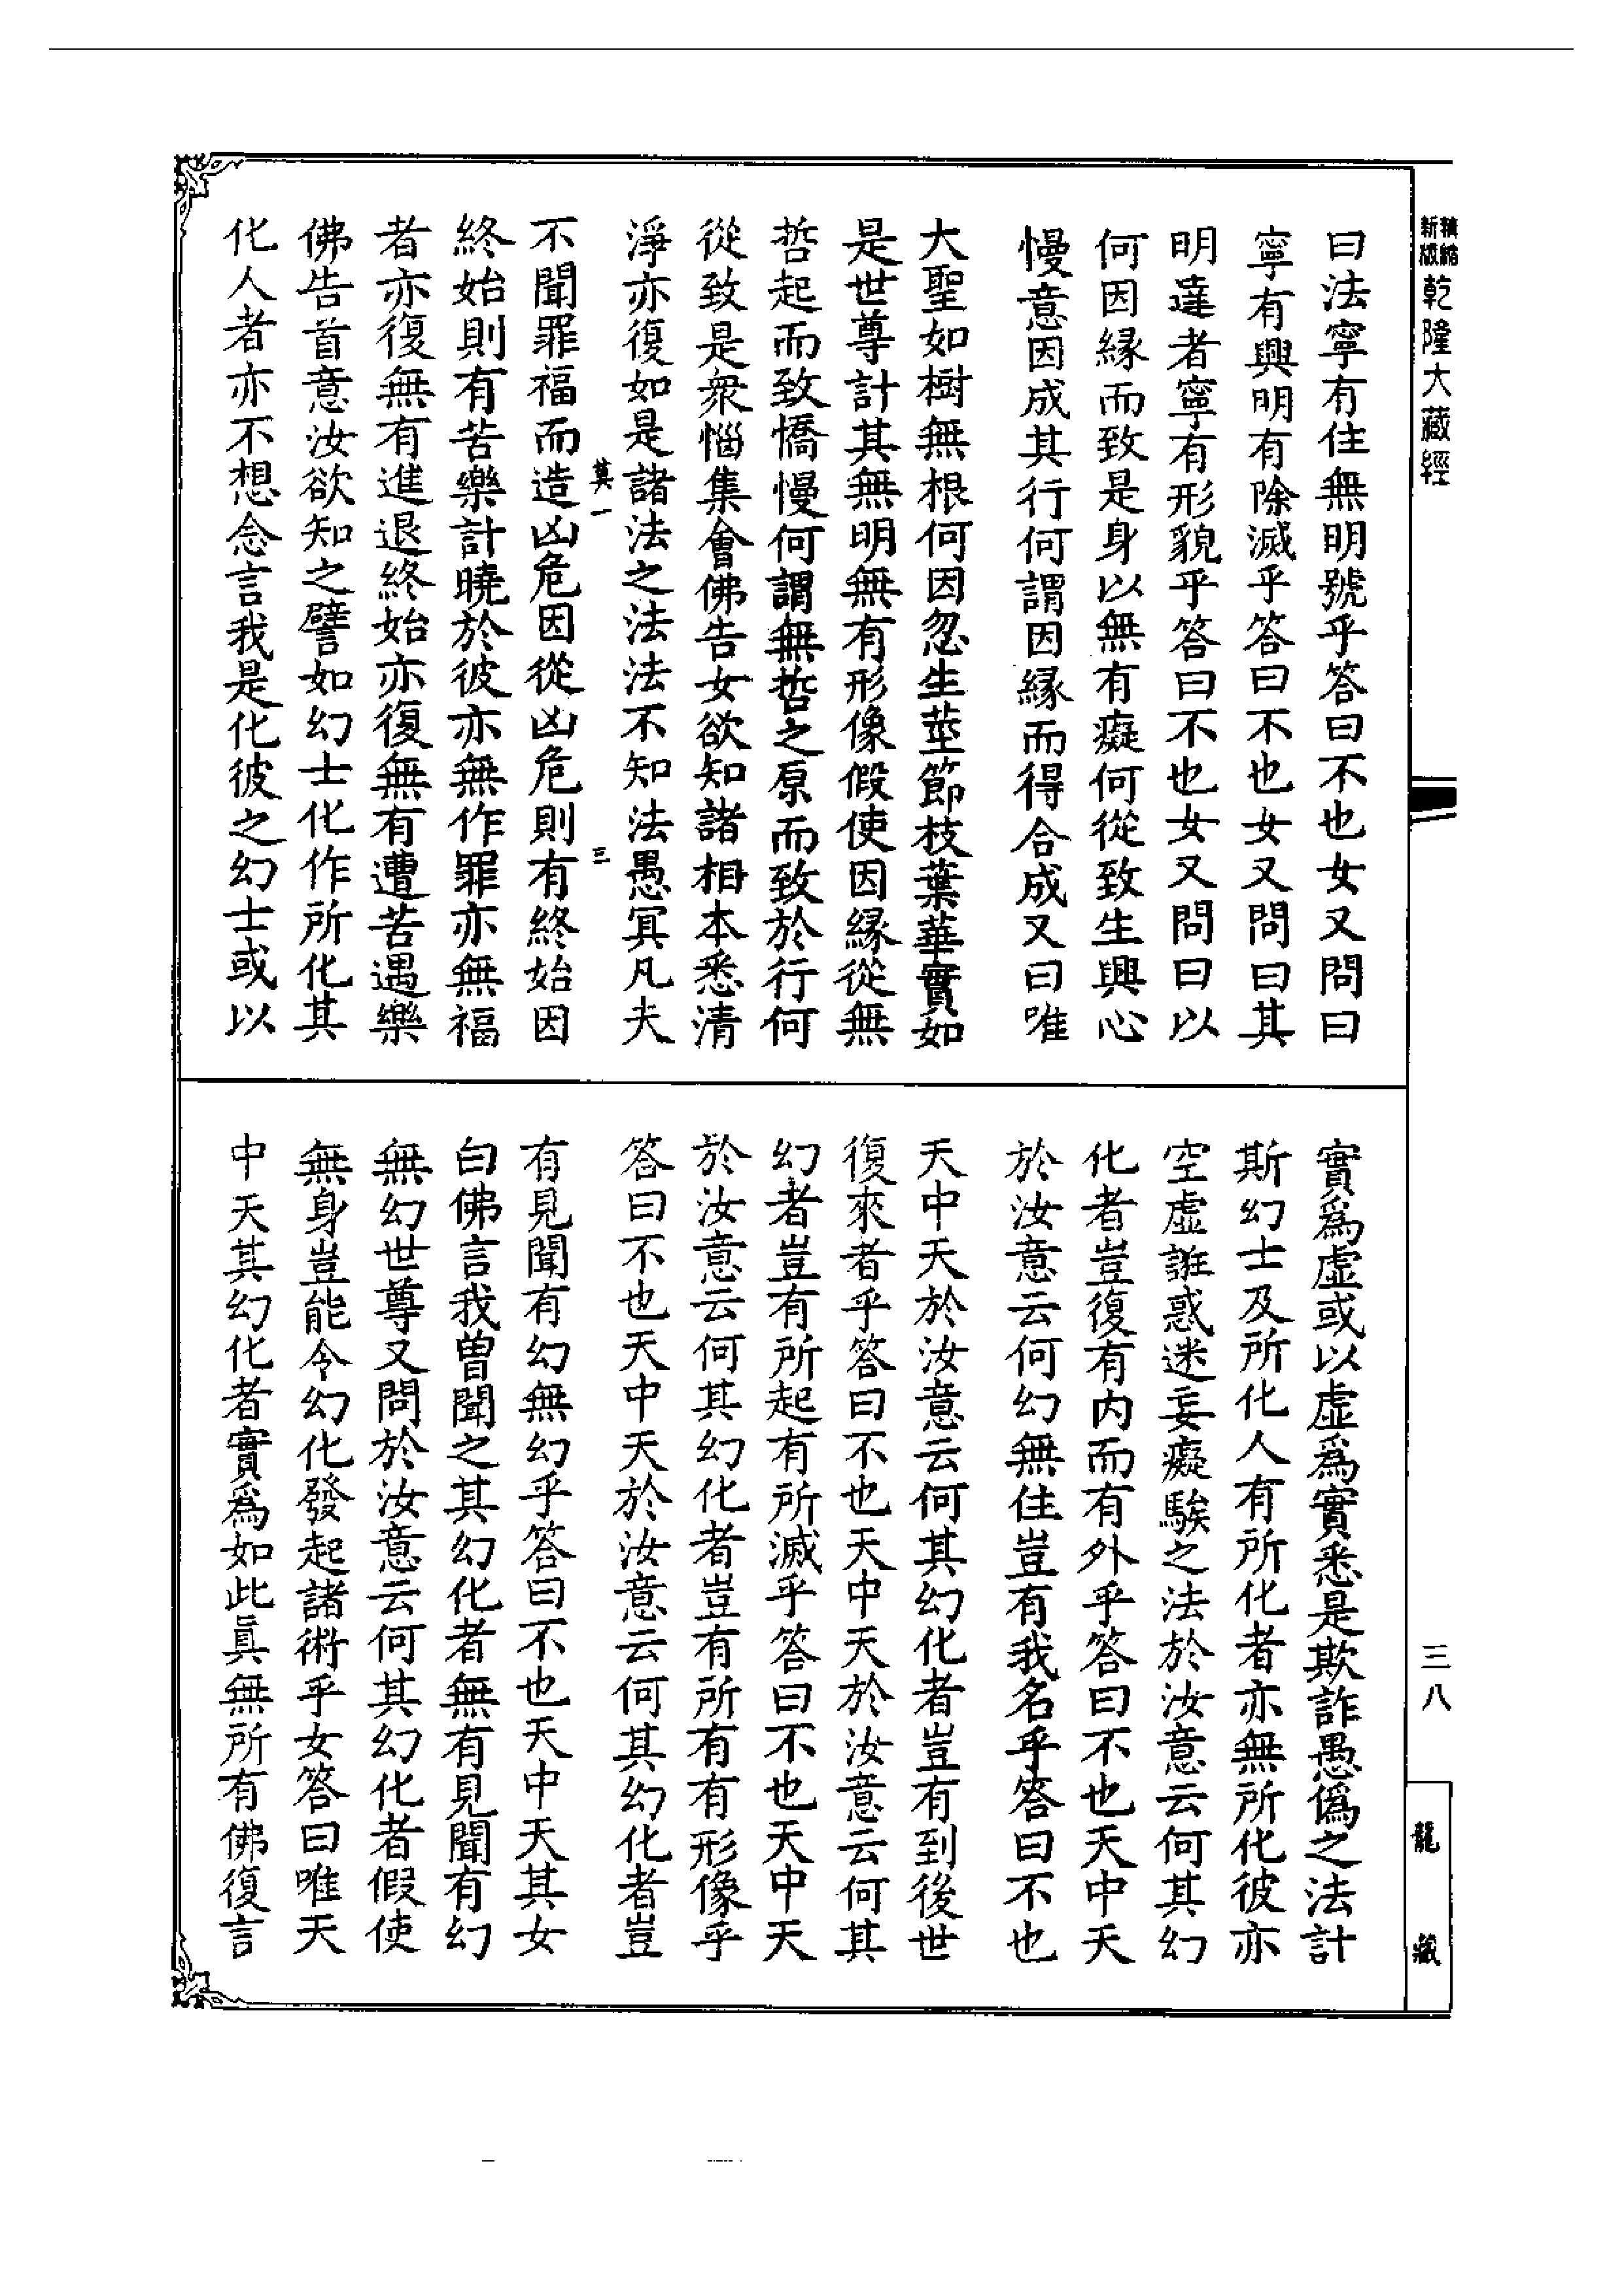 新版
精縮
乾隆大藏經
三八
龍藏
曰法寧有住無明號乎答曰不也女又問曰
寧有興明有除滅乎答曰不也女又問曰其
明達者寧有形貌乎答曰不也女又問曰以
何因緣而致是身以無有癡何從致生興心
慢意因成其行何謂因緣而得合成又曰唯
大聖如樹無根何因忽生莖節枝葉華實如
是世尊計其無明無有形像假使因緣從無
哲起而致憍慢何謂無哲之原而致於行何
從致是衆惱集會佛告女欲知諸相本悉清
淨亦復如是諸法之法法不知法愚冥凡夫
不聞罪福而造凶危因從凶危則有終始因
終始則有苦樂計曉於彼亦無作罪亦無福
者亦復無有進退終始亦復無有遭苦遇樂
佛告首意汝欲知之譬如幻士化作所化其
化人者亦不想念言我是化彼之幻士或以
莫一
三
實爲虛或以虛爲實悉是欺詐愚僞之法計
斯幻士及所化人有所化者亦無所化彼亦
空虛誑惑迷妄癡騃之法於汝意云何其幻
化者豈復有内而有外乎答曰不也天中天
於汝意云何幻無住豈有我名乎答曰不也
天中天於汝意云何其幻化者豈有到後世
復來者乎答曰不也天中天於汝意云何其
幻者豈有所起有所滅乎答曰不也天中天
於汝意云何其幻化者豈有所有有形像乎
答曰不也天中天於汝意云何其幻化者豈
有見聞有幻無幻乎答曰不也天中天其女
白佛言我曽聞之其幻化者無有見聞有幻
無幻世尊又問於汝意云何其幻化者假使
無身豈能令幻化發起諸術乎女答曰唯天
中天其幻化者實爲如此眞無所有佛復言